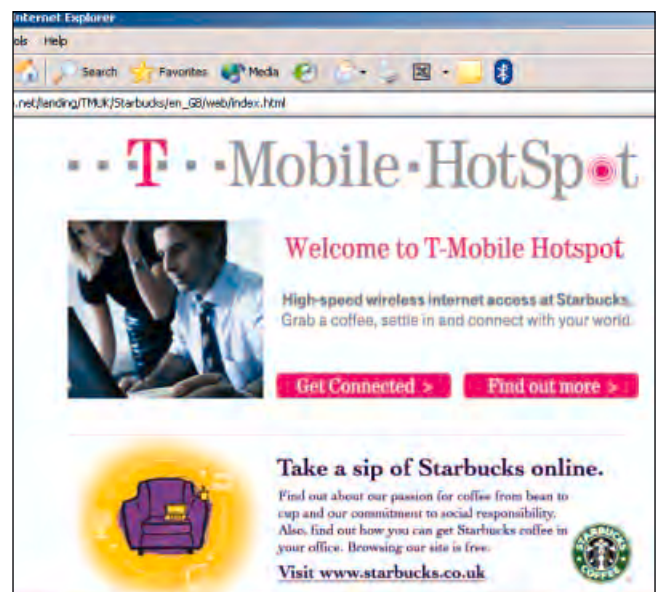 Internet Explorer
ols Help
Search Favorites Media
.net/landing/TMUK/Starbucks/en_GB/web/index.html
T Mobile HotSpot
Welcome to T-Mobile Hotspot
High-speed wireless internet access at Starbucks.
Grab a coffee, settle in and connect with your world.
Get Connected > Find out more >
Take a sip of Starbucks online.
Find out about our passion for coffee from bean to
cup and our commitment to social responsibility.
Also, find out how you can get Starbucks coffee in
your office. Browsing our site is free.
Visit www.starbucks.co.uk
STARBUCKS
COFFEE